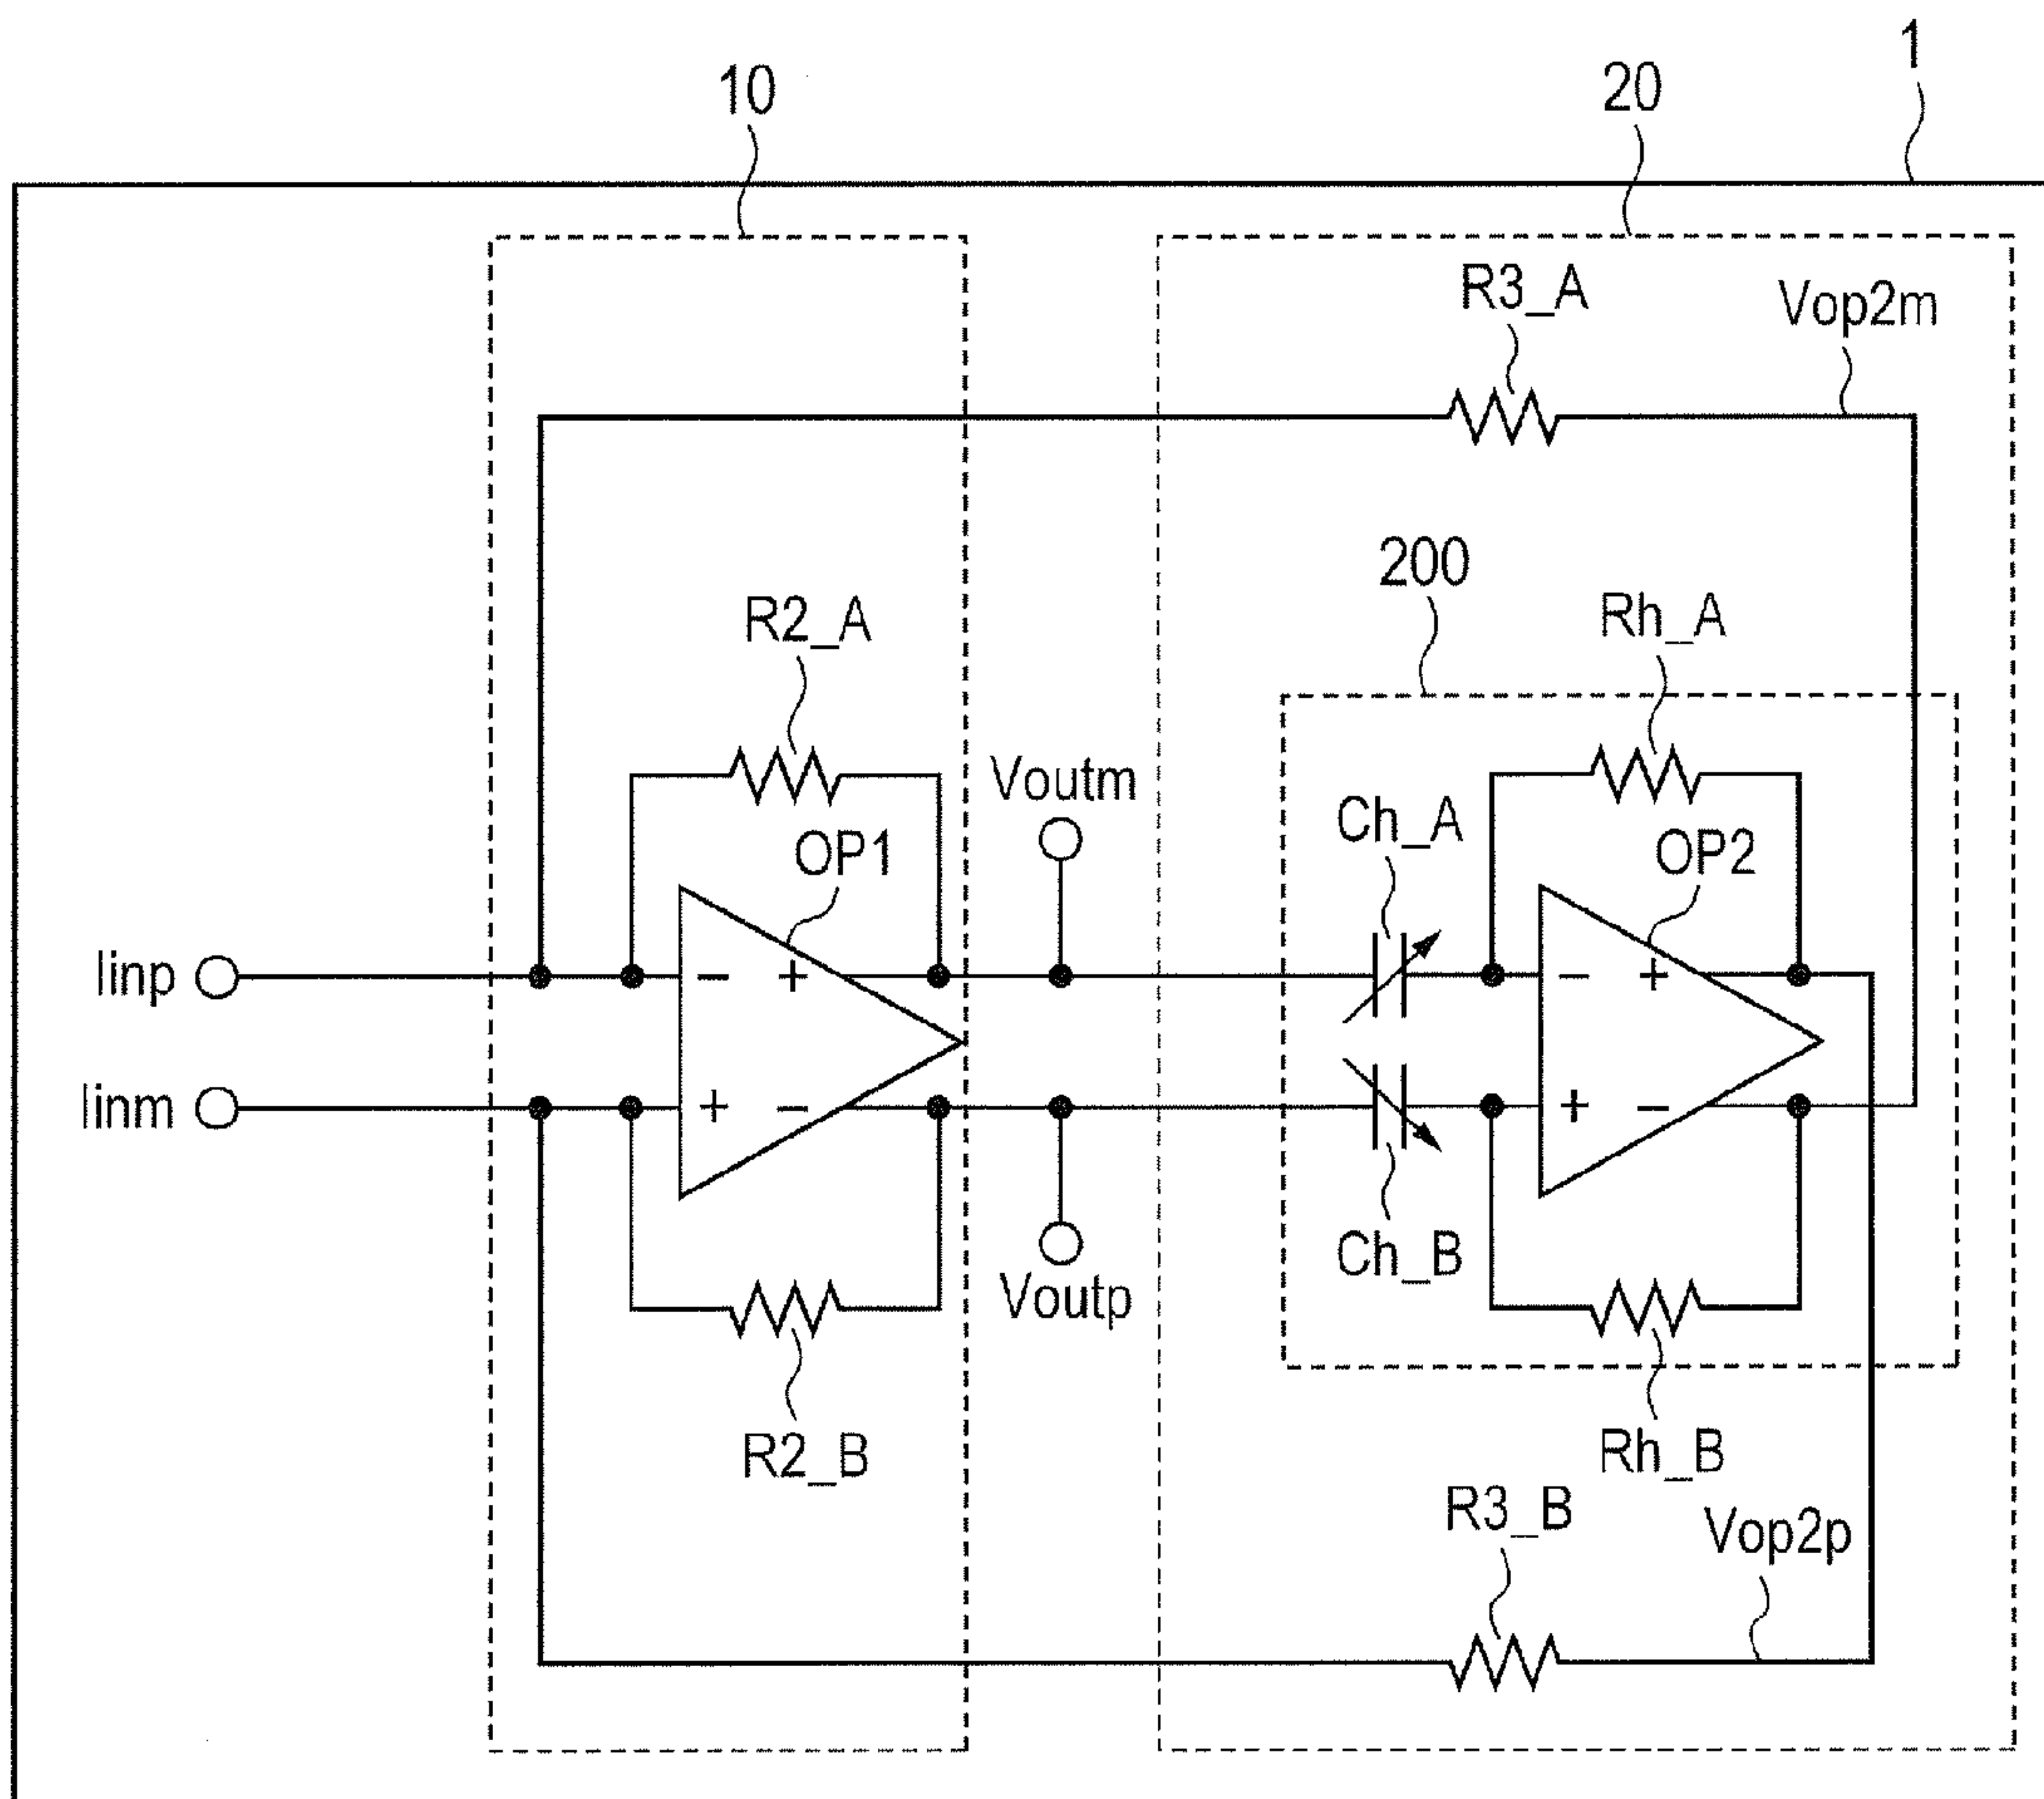 1
10
20
R3_A
Vop2m
200
R2_A
Rh_A
Voutm
Ch_A
OP1
OP2
Iinp
- +
- +
Iinm
+ -
+ -
Ch_B
Voutp
R2_B
Rh_B
R3_B
Vop2p